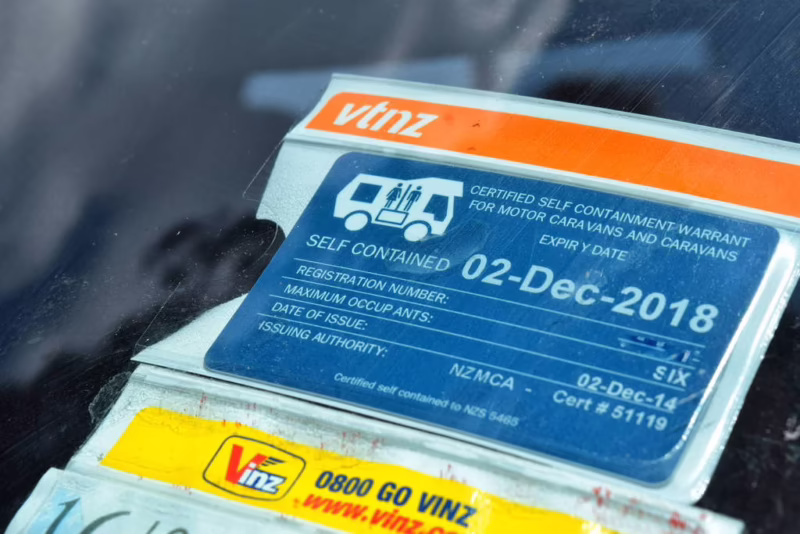 vtnz
CERTIFIED SELF CONTAINMENT WARRANT
FOR MOTOR CARAVANS AND CARAVANS
EXPIRY DATE
SELF CONTAINED 02-Dec-2018
REGISTRATION NUMBER:
MAXIMUM OCCUPANTS: SIX
DATE OF ISSUE: 02-Dec-14
ISSUING AUTHORITY: NZMCA - Cert # 51119
Certified self contained to NZS 5465
Vinz
0800 GO VINZ